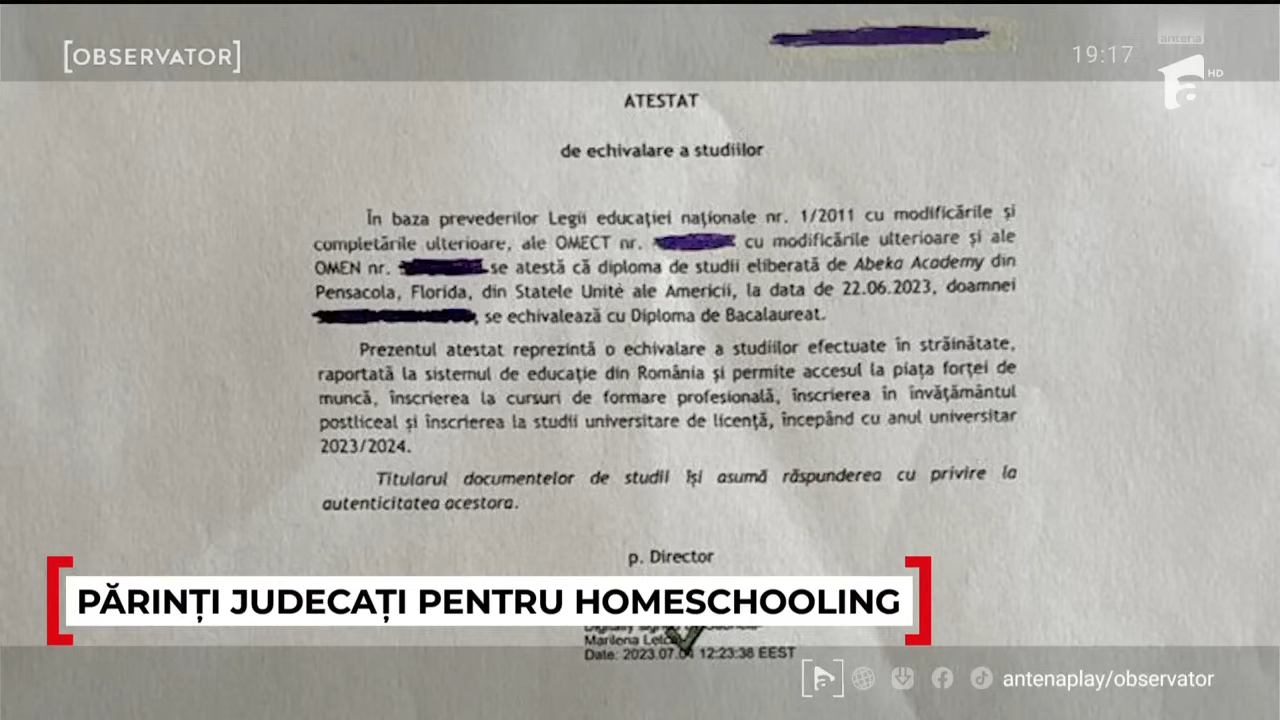 [OBSERVATOR]
19:17
antena
HD
ATESTAT
de echivalare a studiilor
În baza prevederilor Legii educației naționale nr. 1/2011 cu modificările și
completările ulterioare, ale OMECT nr. cu modificările ulterioare și ale
OMEN nr. se atestă că diploma de studii eliberată de Abeka Academy din
Pensacola, Florida, din Statele Unite ale Americii, la data de 22.06.2023, doamnei
, se echivalează cu Diploma de Bacalaureat.
Prezentul atestat reprezintă o echivalare a studiilor efectuate în străinătate,
raportată la sistemul de educație din România și permite accesul la piața forței de
muncă, înscrierea la cursuri de formare profesională, înscrierea în învățământul
postliceal și înscrierea la studii universitare de licență, începând cu anul universitar
2023/2024.
Titularul documentelor de studii își asumă răspunderea cu privire la
autenticitatea acestora.
p. Director
PĂRINȚI JUDECAȚI PENTRU HOMESCHOOLING
Marilena
Date: 2023.07.04 12:23:38 EEST
antenaplay/observator